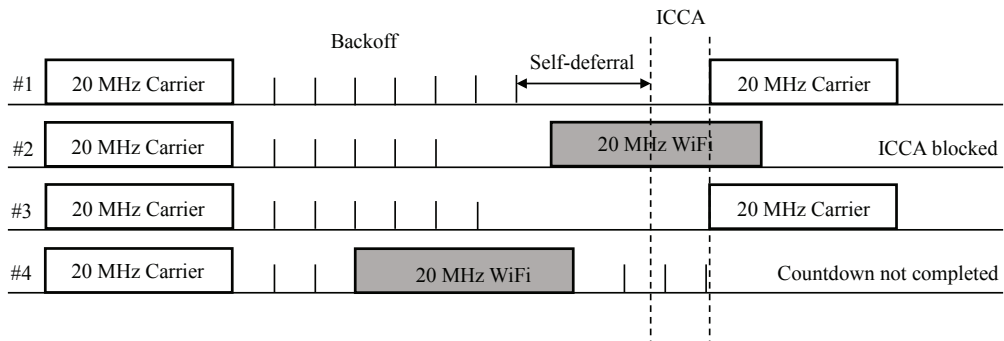 ICCA
Backoff
Self-deferral
#1 20 MHz Carrier 20 MHz Carrier
#2 20 MHz Carrier 20 MHz WiFi ICCA blocked
#3 20 MHz Carrier 20 MHz Carrier
#4 20 MHz Carrier 20 MHz WiFi Countdown not completed